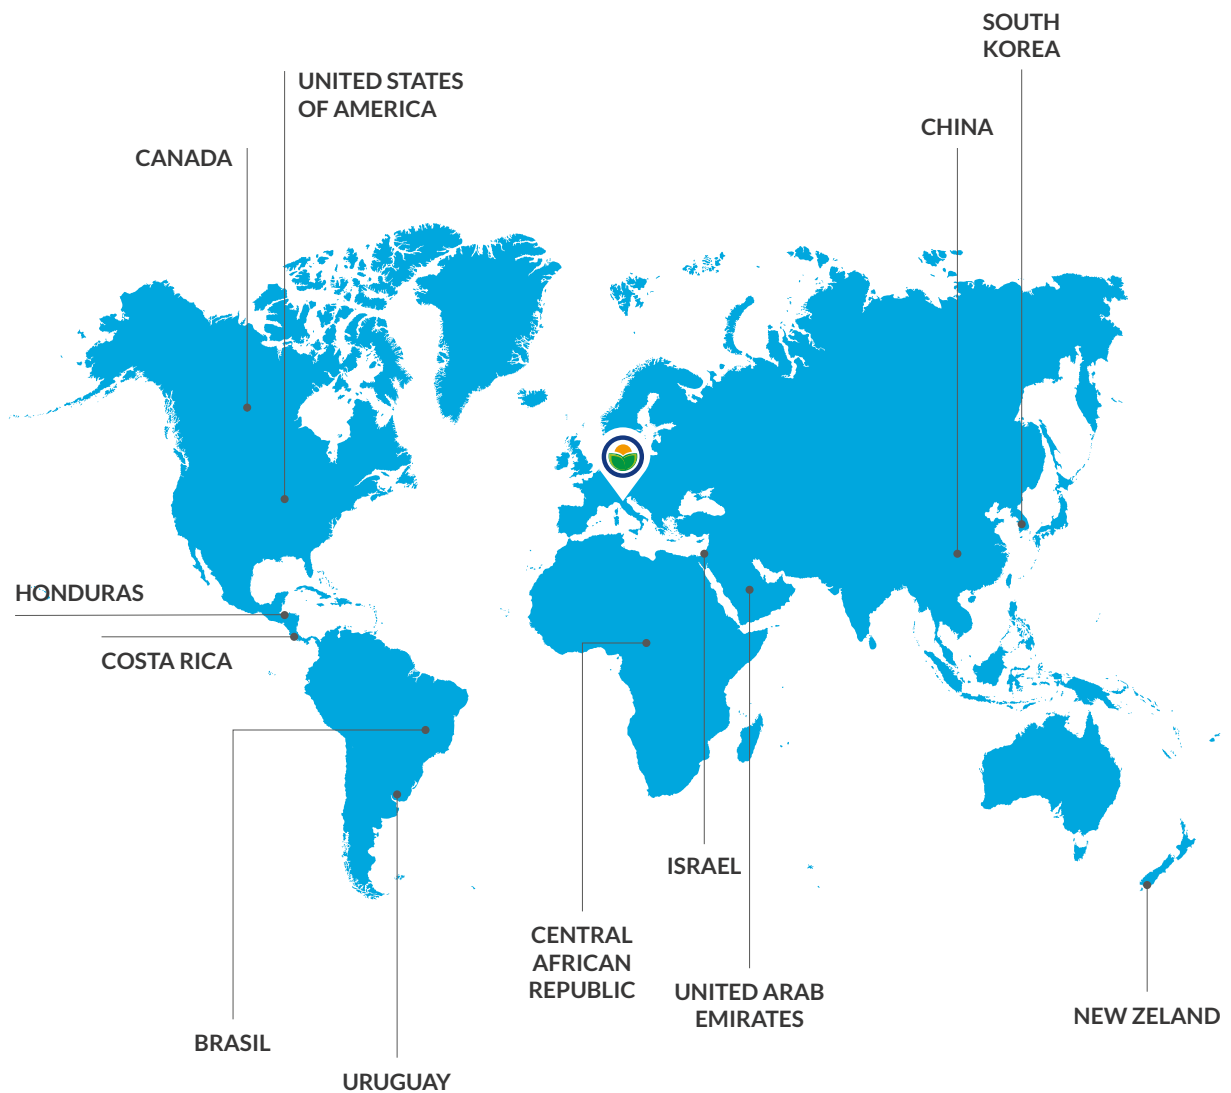 SOUTH
KOREA
UNITED STATES
OF AMERICA
CHINA
CANADA
HONDURAS
COSTA RICA
ISRAEL
CENTRAL
AFRICAN
REPUBLIC
UNITED ARAB
EMIRATES
NEW ZELAND
BRASIL
URUGUAY